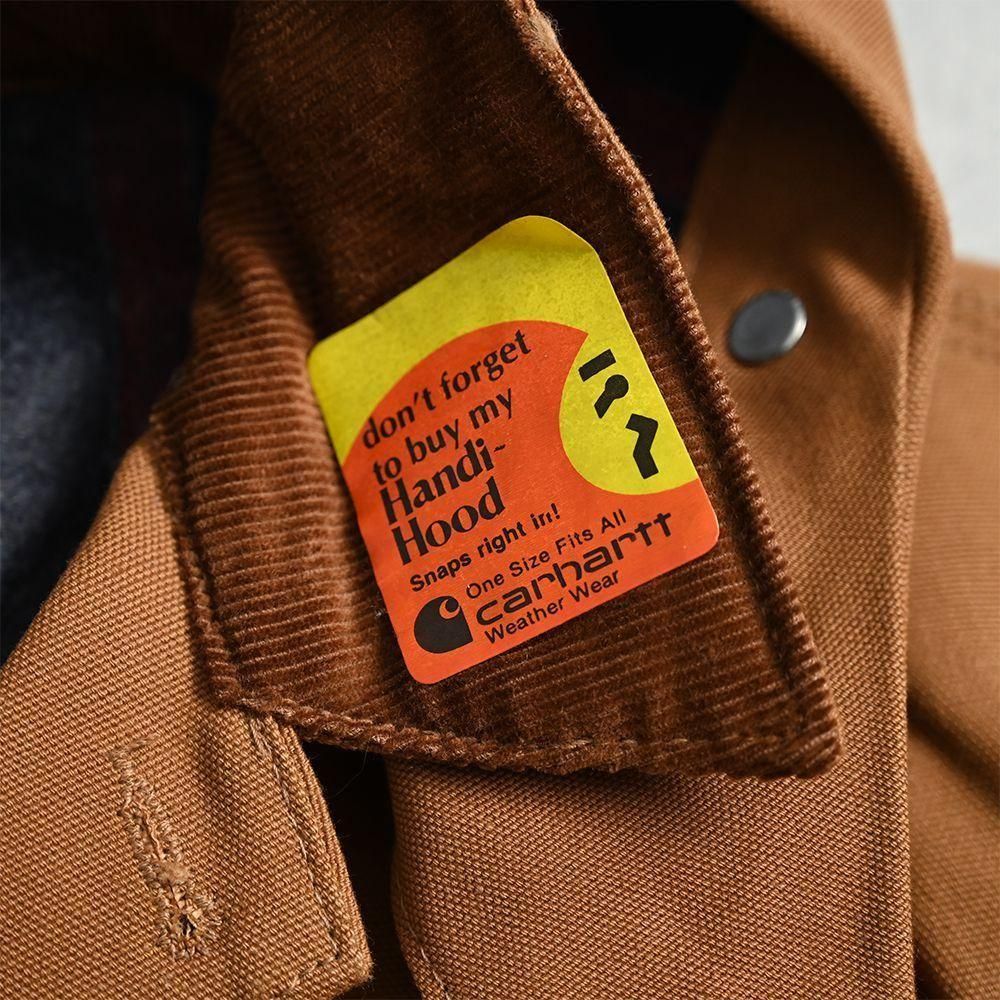 don't forget
to buy my
Handi-
Hood
Snaps right in!
One Size Fits All
carhartt
Weather Wear